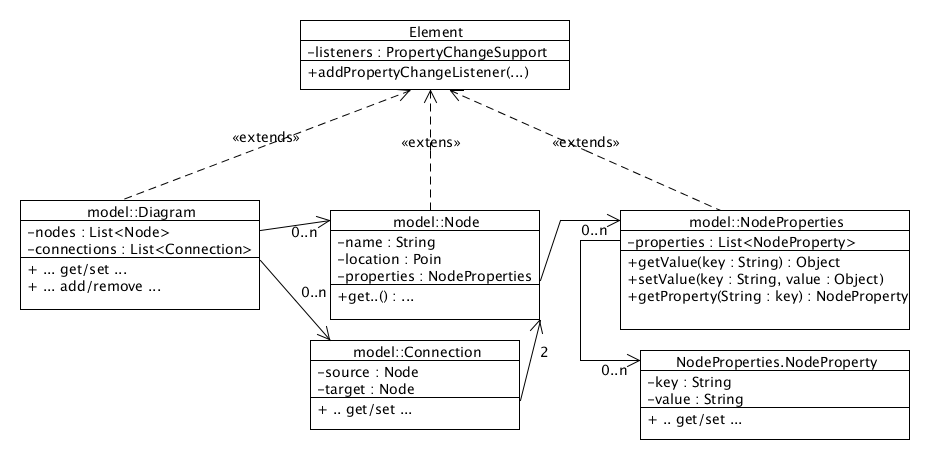 Element
-listeners : PropertyChangeSupport
+addPropertyChangeListener(...)
«extends»
«extens»
«extends»
model::Diagram
-nodes : List<Node>
-connections : List<Connection>
+ ... get/set ...
+ ... add/remove ...
0..n
0..n
model::Node
-name : String
-location : Poin
-properties : NodeProperties
+get..() : ...
0..n
model::NodeProperties
-properties : List<NodeProperty>
+getValue(key : String) : Object
+setValue(key : String, value : Object)
+getProperty(String : key) : NodeProperty
model::Connection
-source : Node
-target : Node
+ .. get/set ...
2
0..n
NodeProperties.NodeProperty
-key : String
-value : String
+ .. get/set ...